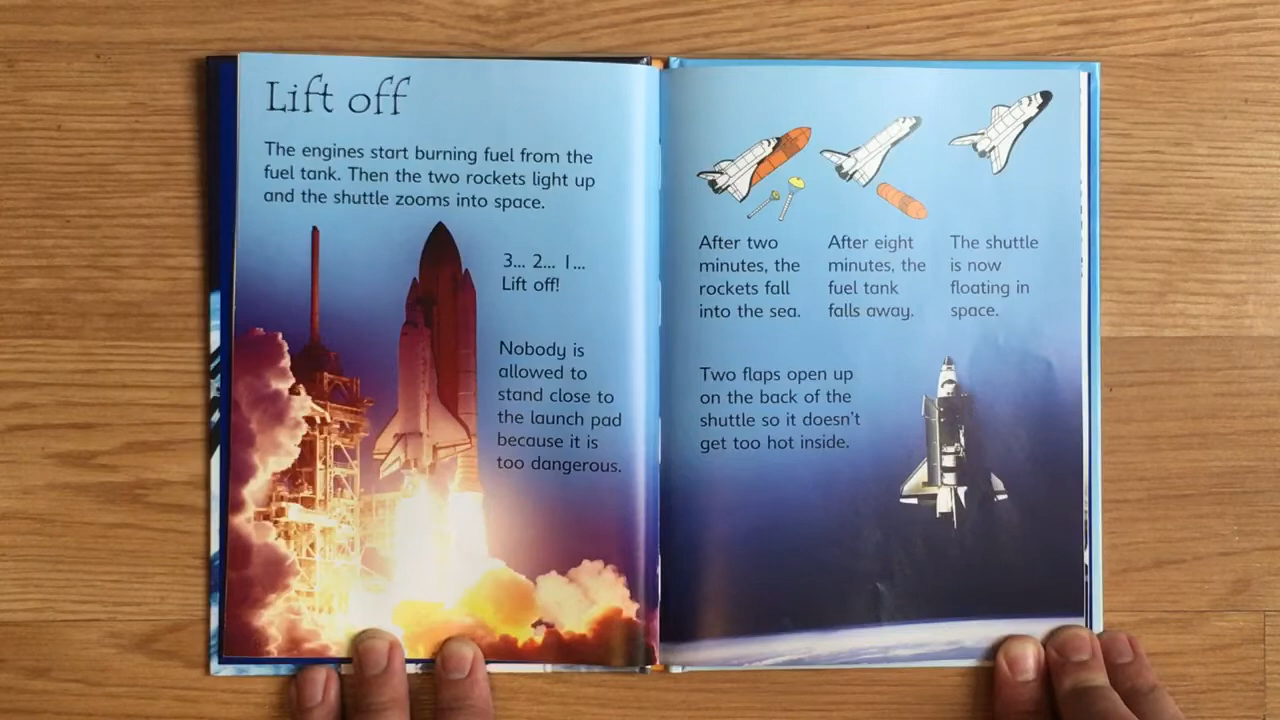 Lift off
The engines start burning fuel from the
fuel tank. Then the two rockets light up
and the shuttle zooms into space.
3... 2... 1...
Lift off!
Nobody is
allowed to
stand close to
the launch pad
because it is
too dangerous.
After two
minutes, the
rockets fall
into the sea.
After eight
minutes, the
fuel tank
falls away.
The shuttle
is now
floating in
space.
Two flaps open up
on the back of the
shuttle so it doesn't
get too hot inside.